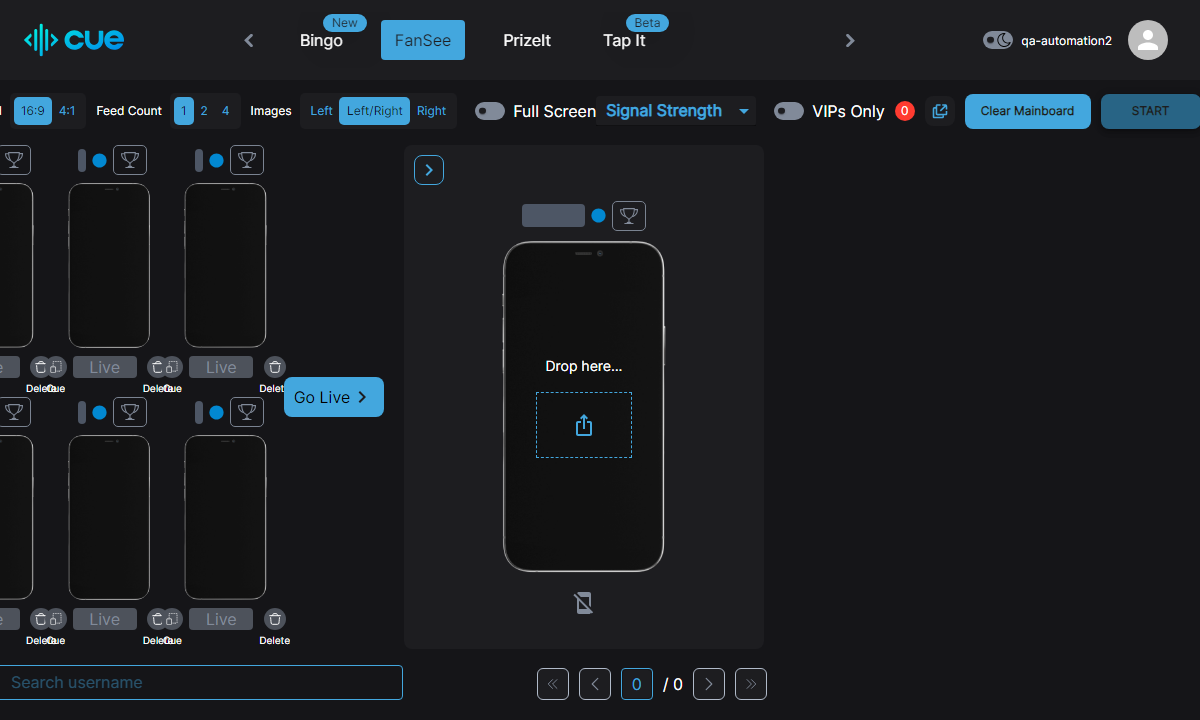 cue
New
Bingo
FanSee
PrizeIt
Beta
Tap It
qa-automation2
16:9
4:1
Feed Count
1
2
4
Images
Left
Left/Right
Right
Full Screen
Signal Strength
VIPs Only
0
Clear Mainboard
START
Live
Live
Delete
Cue
Delete
Cue
Delete
Go Live
Drop here...
Live
Live
Delete
Cue
Delete
Cue
Delete
Search username
0
/ 0